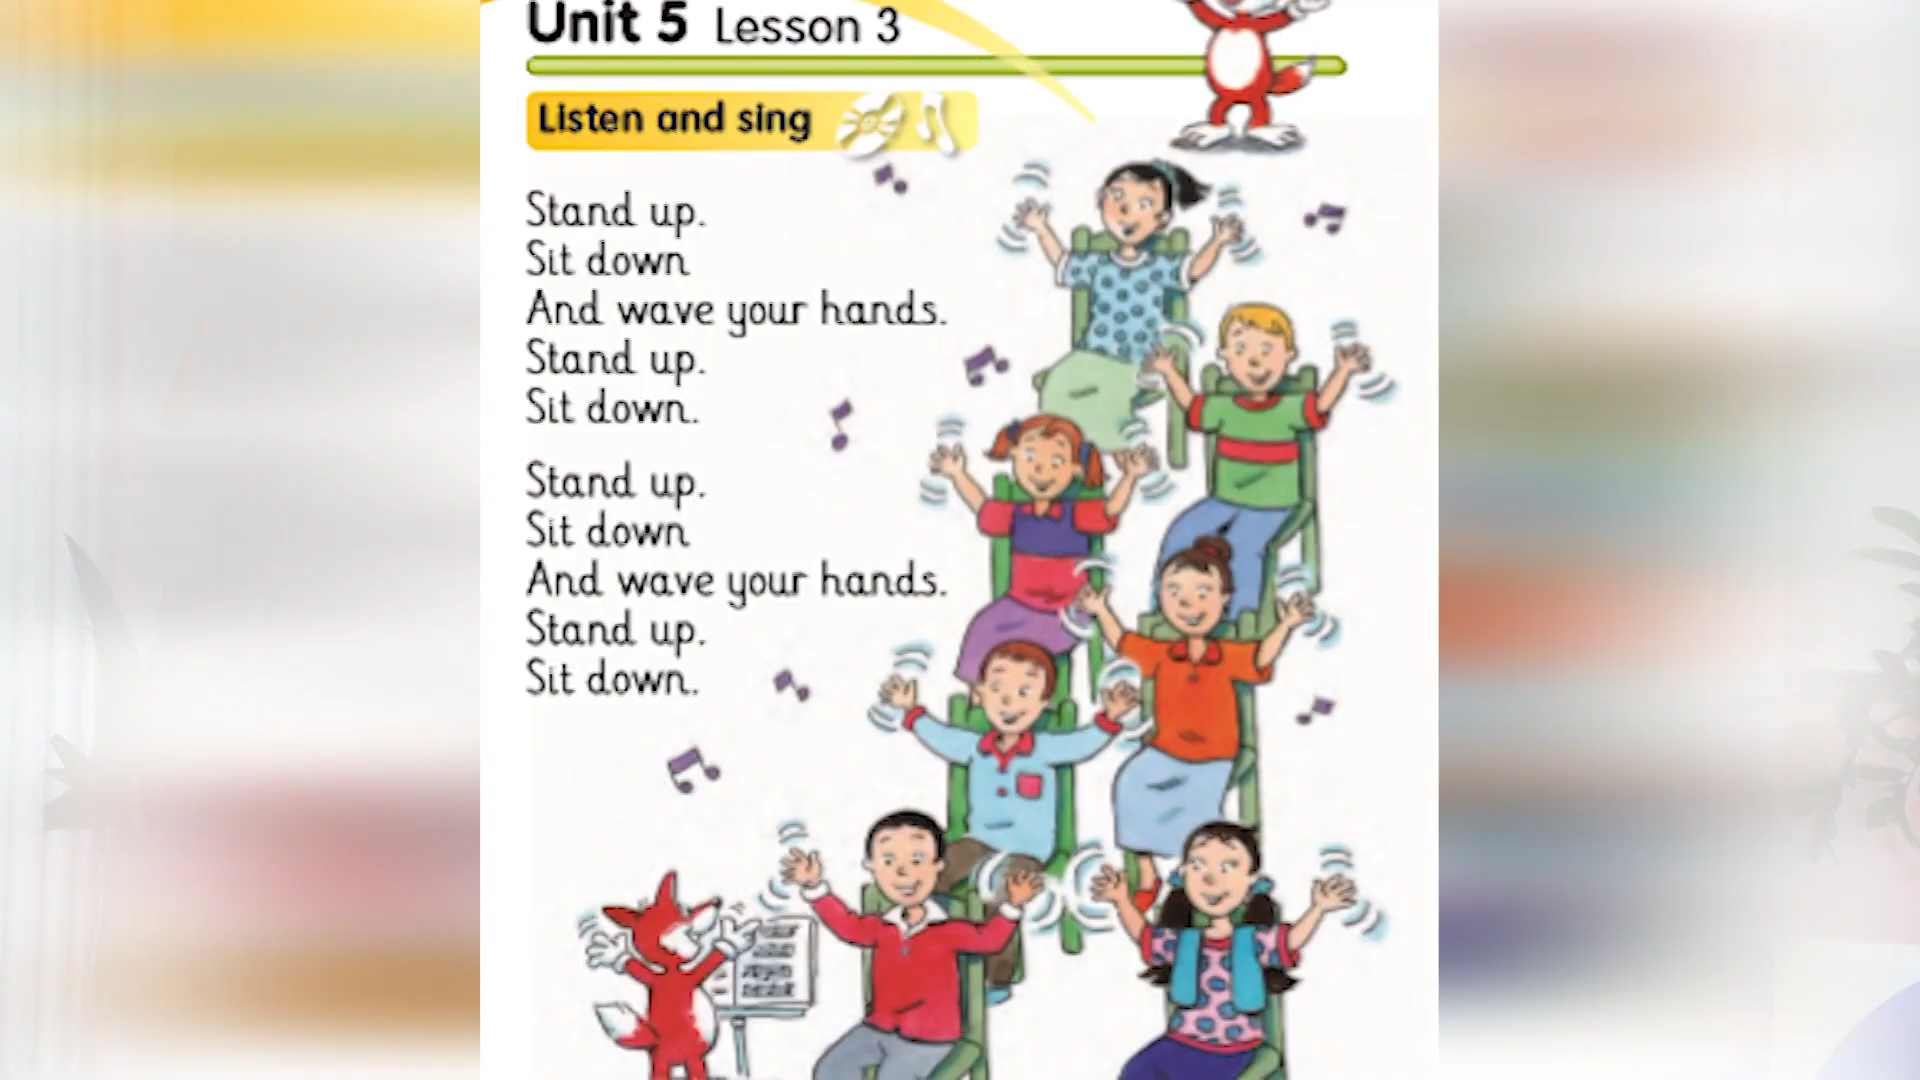 Unit 5 Lesson 3
Listen and sing
Stand up.
Sit down
And wave your hands.
Stand up.
Sit down.
Stand up.
Sit down
And wave your hands.
Stand up.
Sit down.